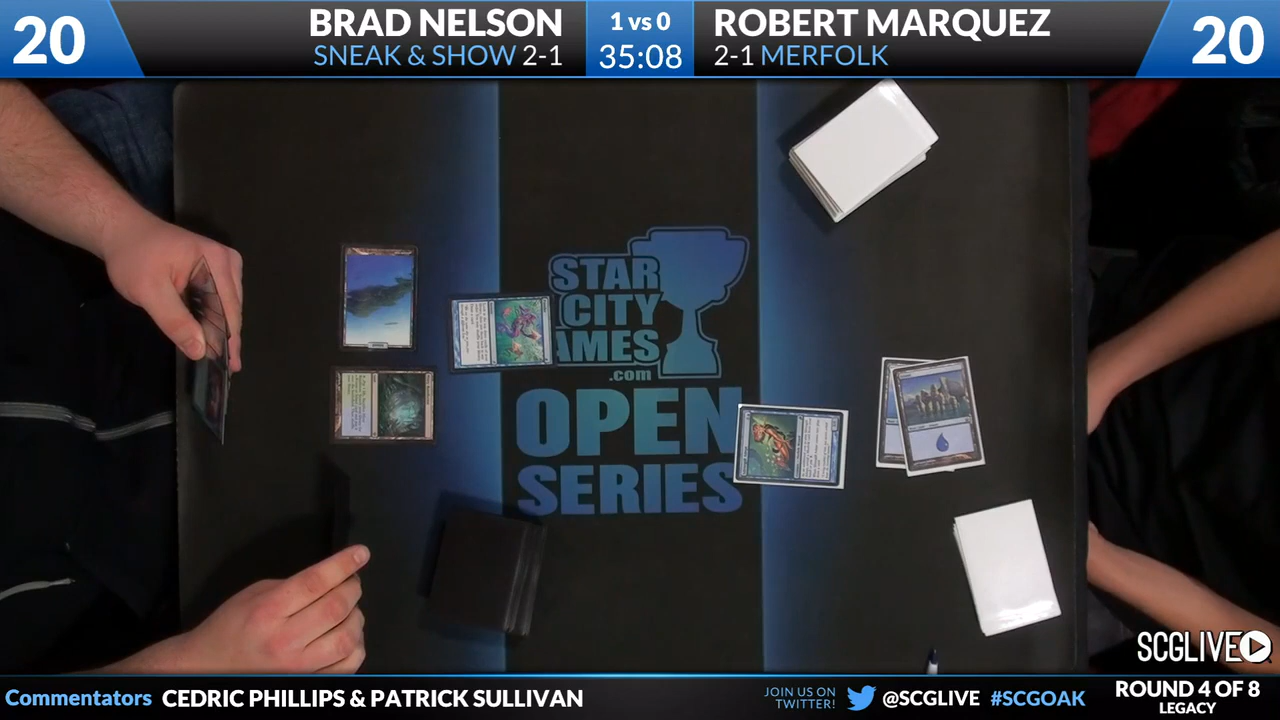 20
BRAD NELSON
SNEAK & SHOW 2-1
1 vs 0
35:08
ROBERT MARQUEZ
2-1 MERFOLK
20
STAR
CITY
GAMES
.com
OPEN
SERIES
SCGLIVE
Commentators CEDRIC PHILLIPS & PATRICK SULLIVAN
JOIN US ON
TWITTER!
@SCGLIVE #SCGOAK
ROUND 4 OF 8
LEGACY